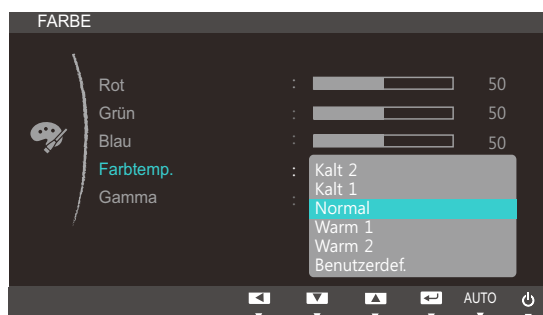 FARBE
Rot : 50
Grün : 50
Blau : 50
Farbtemp. :
Gamma :
Kalt 2
Kalt 1
Normal
Warm 1
Warm 2
Benutzerdef.
AUTO